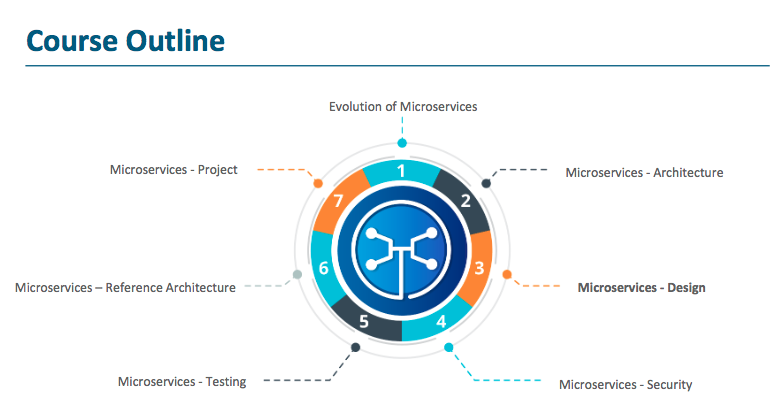 Course Outline
Evolution of Microservices
Microservices - Project
Microservices - Architecture
1
7
2
6
3
Microservices – Reference Architecture
Microservices - Design
5
4
Microservices - Testing
Microservices - Security